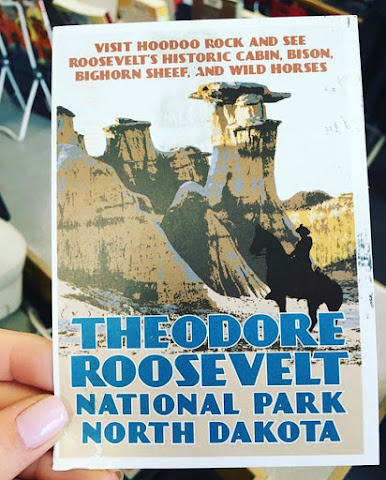 VISIT HOODOO ROCK AND SEE
ROOSEVELT'S HISTORIC CABIN, BISON,
BIGHORN SHEEF, AND WILD HORSES
THEODORE
ROOSEVELT
NATIONAL PARK
NORTH DAKOTA